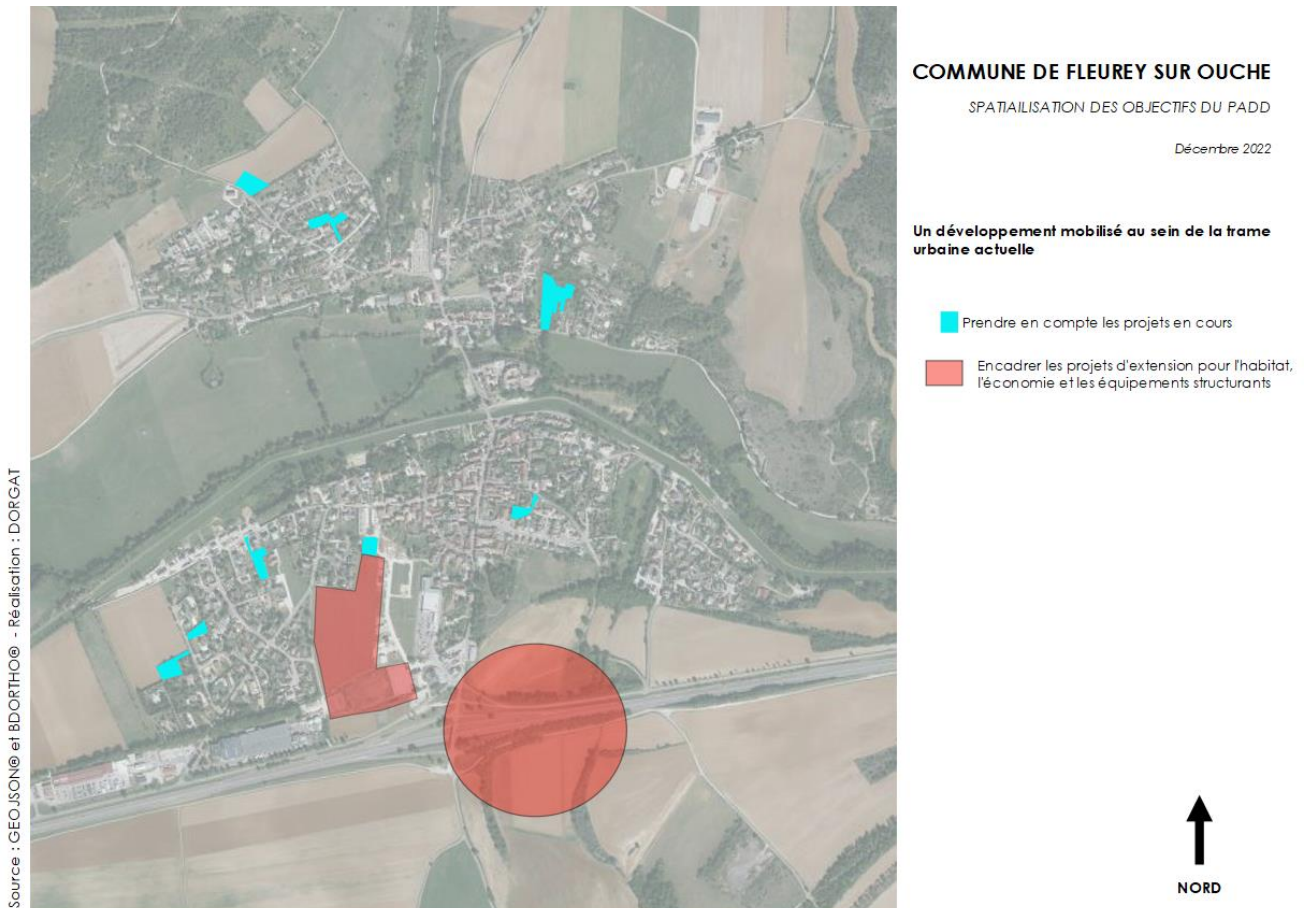 COMMUNE DE FLEUREY SUR OUCHE
SPATIAILISATION DES OBJECTIFS DU PADD
Décembre 2022
Un développement mobilisé au sein de la trame
urbaine actuelle
Prendre en compte les projets en cours
Encadrer les projets d'extension pour l'habitat,
l'économie et les équipements structurants
NORD
Source : GEOJSON® et BDORTHO® - Réalisation : DORGAT